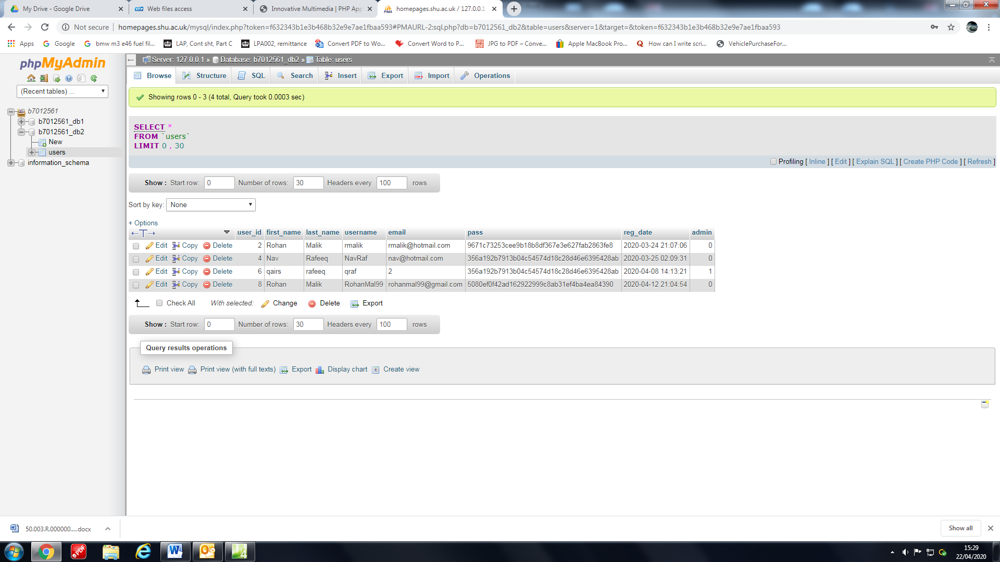 My Drive - Google Drive
Web files access
Innovative Multimedia | PHP App
homepages.shu.ac.uk / 127.0.0.1
Not secure | homepages.shu.ac.uk/mysql/index.php?token=f632343b1e3b468b32e9e7ae1fbaa593#PMAURL-2:sql.php?db=b7012561_db2&table=users&server=1&target=&token=f632343b1e3b468b32e9e7ae1fbaa593
Apps Google bmw m3 e46 fuel fil... LAP, Cont sht, Part C LPA002, remittance Convert PDF to Wo... Convert Word to P... JPG to PDF – Conve... Apple MacBook Pro... How can I write scri... VehiclePurchaseFor...
phpMyAdmin
(Recent tables) ...
b7012561
b7012561_db1
b7012561_db2
New
users
information_schema
Server: 127.0.0.1 » Database: b7012561_db2 » Table: users
Browse Structure SQL Search Insert Export Import Operations
Showing rows 0 - 3 (4 total, Query took 0.0003 sec)
SELECT *
FROM `users`
LIMIT 0 , 30
Profiling [ Inline ] [ Edit ] [ Explain SQL ] [ Create PHP Code ] [ Refresh ]
Show : Start row: 0 Number of rows: 30 Headers every 100 rows
Sort by key: None
+ Options
user_id first_name last_name username email pass reg_date admin
Edit Copy Delete 2 Rohan Malik rmalik rmalik@hotmail.com 9671c73253cee9b18b8df367e3e627fab2863fe8 2020-03-24 21:07:06 0
Edit Copy Delete 4 Nav Rafeeq NavRaf nav@hotmail.com 356a192b7913b04c54574d18c28d46e6395428ab 2020-03-25 02:09:31 0
Edit Copy Delete 6 qairs rafeeq qraf 2 356a192b7913b04c54574d18c28d46e6395428ab 2020-04-08 14:13:21 1
Edit Copy Delete 8 Rohan Malik RohanMal99 rohanmal99@gmail.com 5080ef0f42ad162922999c8ab31ef4ba4ea84390 2020-04-12 21:04:54 0
Check All With selected: Change Delete Export
Show : Start row: 0 Number of rows: 30 Headers every 100 rows
Query results operations
Print view Print view (with full texts) Export Display chart Create view
50.003.R.000000.....docx
Show all
15:29
22/04/2020